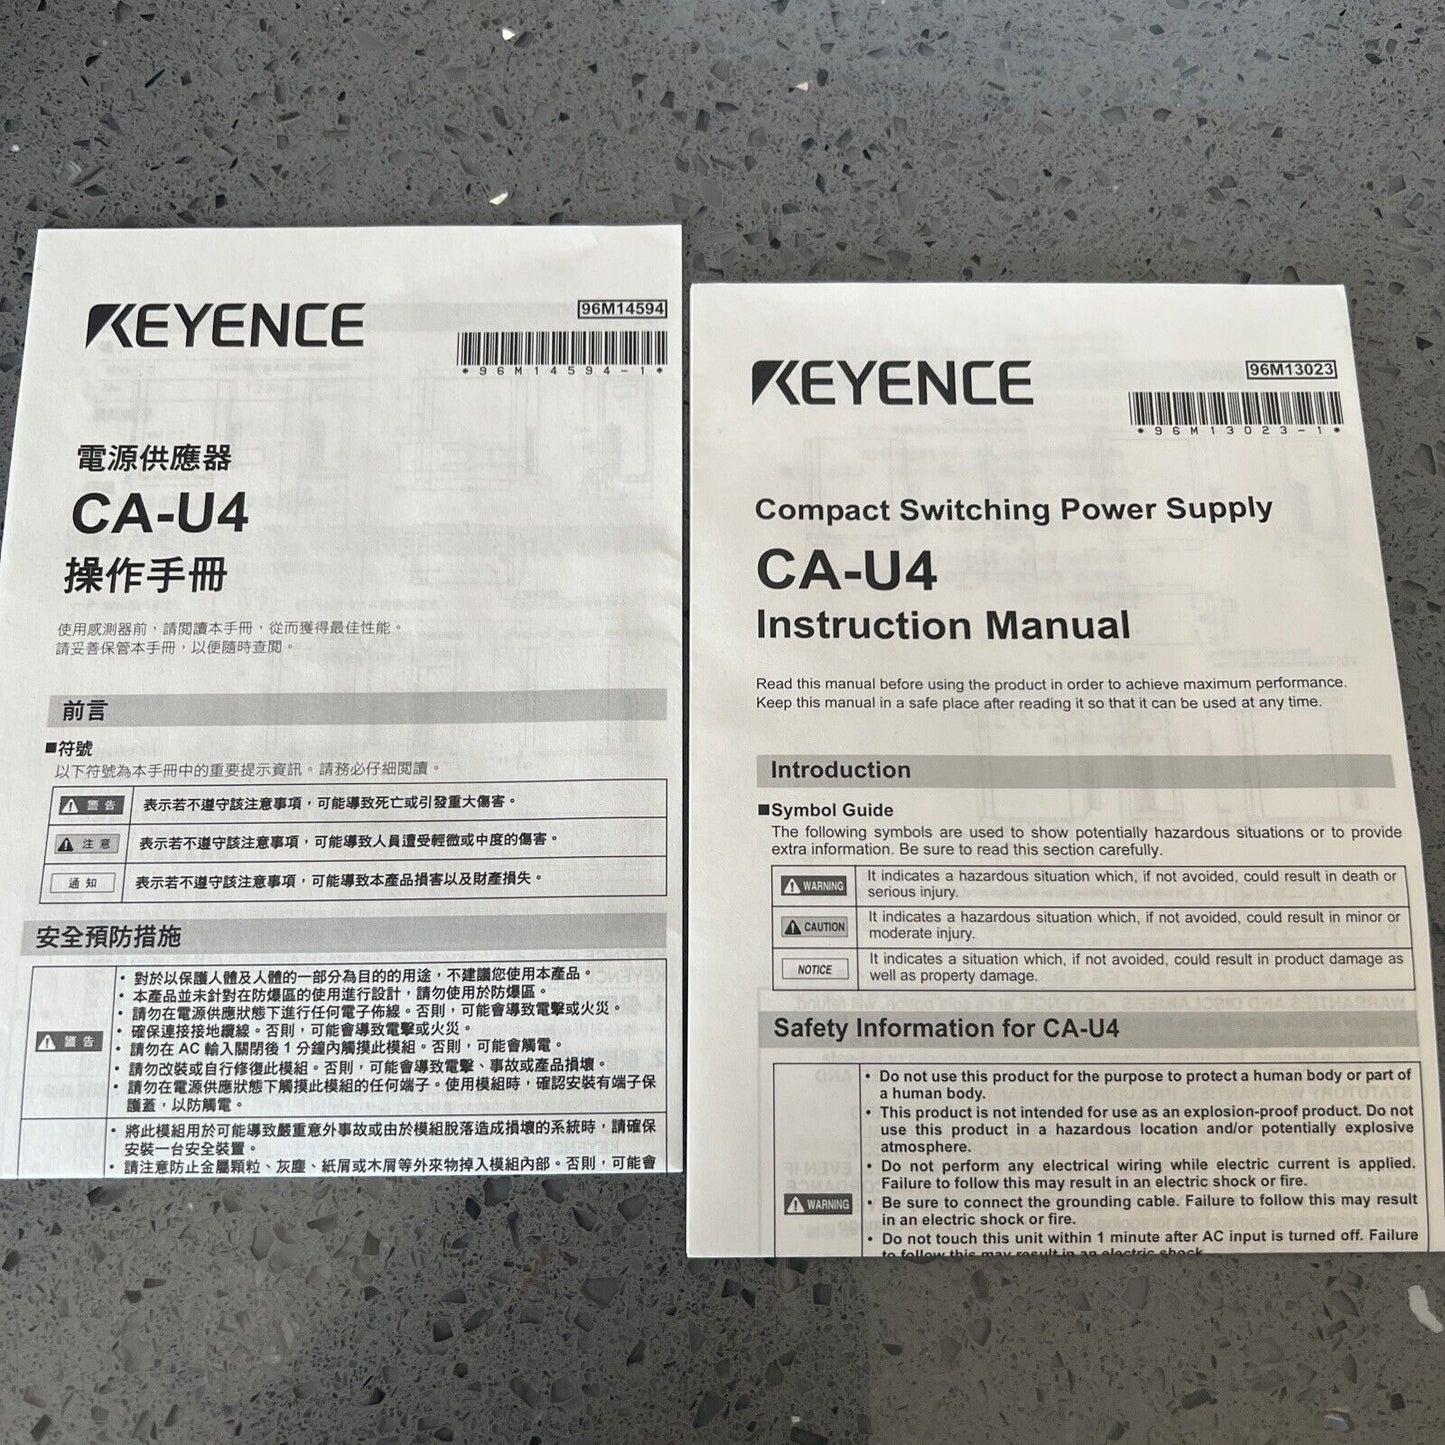 KEYENCE
96M14594
*96M14594-1*
電源供應器
CA-U4
操作手冊
使用感測器前，請閱讀本手冊，從而獲得最佳性能。
請妥善保管本手冊，以便隨時查閱。
前言
■符號
以下符號為本手冊中的重要提示資訊。請務必仔細閱讀。
警告 表示若不遵守該注意事項，可能導致死亡或引發重大傷害。
注意 表示若不遵守該注意事項，可能導致人員遭受輕微或中度的傷害。
通知 表示若不遵守該注意事項，可能導致本產品損害以及財產損失。
安全預防措施
警告
• 對於以保護人體及人體的一部分為目的的用途，不建議您使用本產品。
• 本產品並未針對在防爆區的使用進行設計，請勿使用於防爆區。
• 請勿在電源供應狀態下進行任何電子佈線。否則，可能會導致電擊或火災。
• 確保連接接地纜線。否則，可能會導致電擊或火災。
• 請勿在 AC 輸入關閉後 1 分鐘內觸摸此模組。否則，可能會觸電。
• 請勿改裝或自行修復此模組。否則，可能會導致電擊、事故或產品損壞。
• 請勿在電源供應狀態下觸摸此模組的任何端子。使用模組時，確認安裝有端子保
護蓋，以防觸電。
• 將此模組用於可能導致嚴重意外事故或由於模組脫落造成損壞的系統時，請確保
安裝一台安全裝置。
• 請注意防止金屬顆粒、灰塵、紙屑或木屑等外來物掉入模組內部。否則，可能會
KEYENCE
96M13023
*96M13023-1*
Compact Switching Power Supply
CA-U4
Instruction Manual
Read this manual before using the product in order to achieve maximum performance.
Keep this manual in a safe place after reading it so that it can be used at any time.
Introduction
■Symbol Guide
The following symbols are used to show potentially hazardous situations or to provide
extra information. Be sure to read this section carefully.
WARNING It indicates a hazardous situation which, if not avoided, could result in death or
serious injury.
CAUTION It indicates a hazardous situation which, if not avoided, could result in minor or
moderate injury.
NOTICE It indicates a situation which, if not avoided, could result in product damage as
well as property damage.
Safety Information for CA-U4
WARNING
• Do not use this product for the purpose to protect a human body or part of
a human body.
• This product is not intended for use as an explosion-proof product. Do not
use this product in a hazardous location and/or potentially explosive
atmosphere.
• Do not perform any electrical wiring while electric current is applied.
Failure to follow this may result in an electric shock or fire.
• Be sure to connect the grounding cable. Failure to follow this may result
in an electric shock or fire.
• Do not touch this unit within 1 minute after AC input is turned off. Failure
to follow this may result in an electric shock.